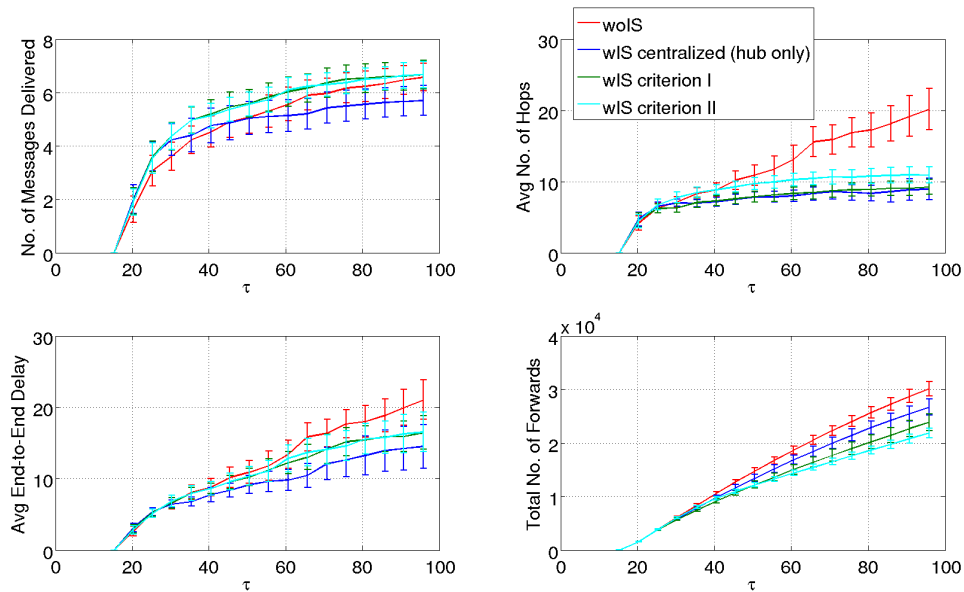 woIS
wIS centralized (hub only)
wIS criterion I
wIS criterion II
No. of Messages Delivered
8
6
4
2
0
0 20 40 60 80 100
τ
Avg No. of Hops
30
20
10
0
0 20 40 60 80 100
τ
Avg End-to-End Delay
30
20
10
0
0 20 40 60 80 100
τ
x 10^4
Total No. of Forwards
4
3
2
1
0
0 20 40 60 80 100
τ